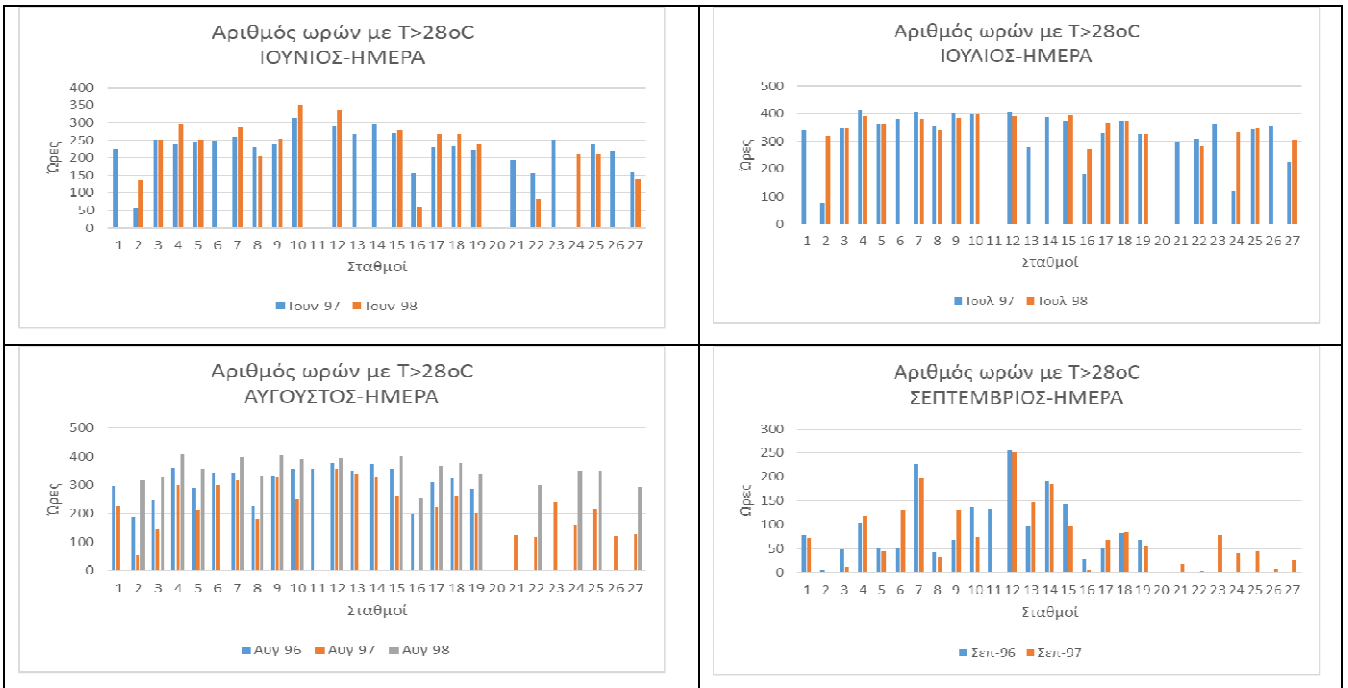 Αριθμός ωρών με T>28οC
ΙΟΥΝΙΟΣ-ΗΜΕΡΑ
400
350
300
250
200
150
100
50
0
Ώρες
1 2 3 4 5 6 7 8 9 10 11 12 13 14 15 16 17 18 19 20 21 22 23 24 25 26 27
Σταθμοί
Ιουν 97 Ιουν 98
Αριθμός ωρών με T>28οC
ΙΟΥΛΙΟΣ-ΗΜΕΡΑ
500
400
300
200
100
0
Ώρες
1 2 3 4 5 6 7 8 9 10 11 12 13 14 15 16 17 18 19 20 21 22 23 24 25 26 27
Σταθμοί
Ιουλ 97 Ιουλ 98
Αριθμός ωρών με T>28οC
ΑΥΓΟΥΣΤΟΣ-ΗΜΕΡΑ
500
400
300
200
100
0
Ώρες
1 2 3 4 5 6 7 8 9 10 11 12 13 14 15 16 17 18 19 20 21 22 23 24 25 26 27
Σταθμοί
Αυγ 96 Αυγ 97 Αυγ 98
Αριθμός ωρών με T>28οC
ΣΕΠΤΕΜΒΡΙΟΣ-ΗΜΕΡΑ
300
250
200
150
100
50
0
Ώρες
1 2 3 4 5 6 7 8 9 10 11 12 13 14 15 16 17 18 19 20 21 22 23 24 25 26 27
Σταθμοί
Σεπ-96 Σεπ-97